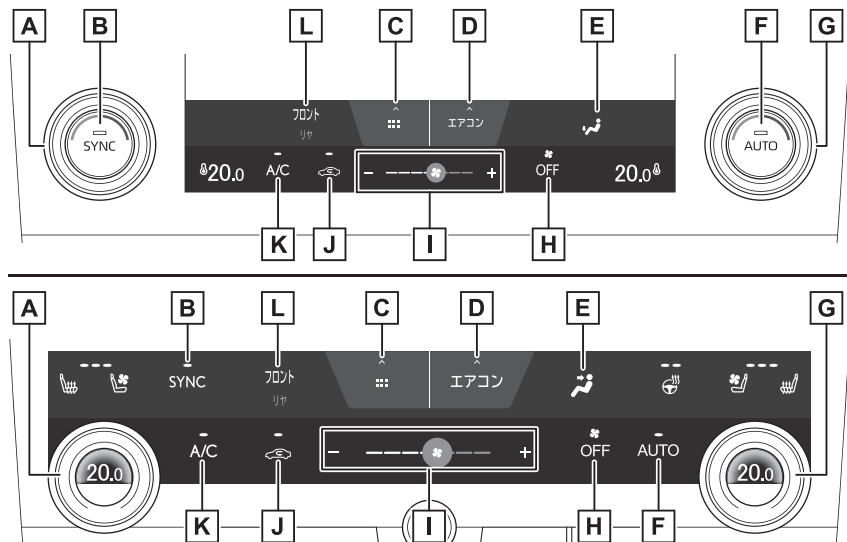 A B L C D E F G
フロント
リヤ
エアコン
SYNC
AUTO
20.0 A/C - + OFF 20.0
K J I H
A B L C D E G
SYNC
フロント
リヤ
エアコン
A/C - + OFF AUTO
20.0 20.0
K J I H F